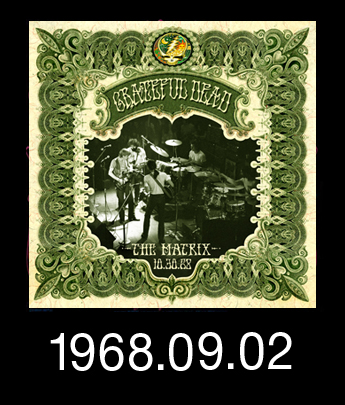 GRATEFUL DEAD
THE MATRIX
10.30.68
1968.09.02